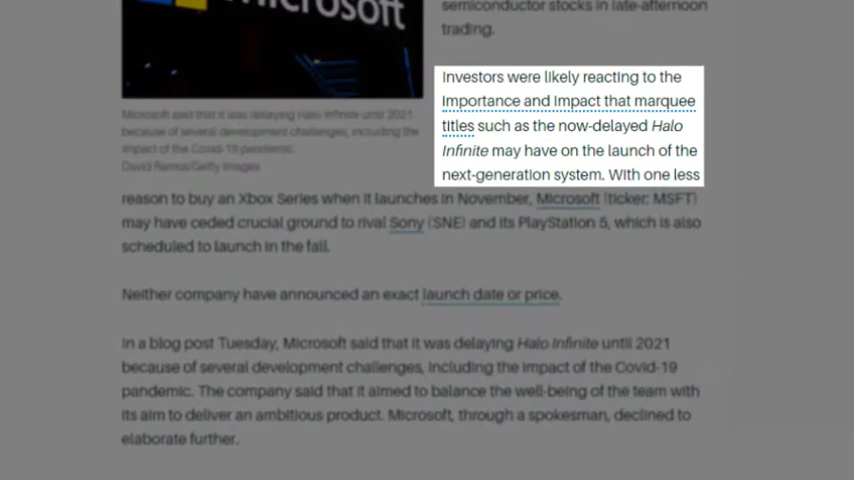 Microsoft
semiconductor stocks in late-afternoon
trading.
Investors were likely reacting to the
importance and impact that marquee
titles such as the now-delayed Halo
Infinite may have on the launch of the
next-generation system. With one less
Microsoft said that it was delaying Halo Infinite until 2021
because of several development challenges, including the
impact of the Covid-19 pandemic.
David Ramos/Getty Images
reason to buy an Xbox Series when it launches in November, Microsoft (ticker: MSFT)
may have ceded crucial ground to rival Sony (SNE) and its PlayStation 5, which is also
scheduled to launch in the fall.
Neither company have announced an exact launch date or price.
In a blog post Tuesday, Microsoft said that it was delaying Halo Infinite until 2021
because of several development challenges, including the impact of the Covid-19
pandemic. The company said that it aimed to balance the well-being of the team with
its aim to deliver an ambitious product. Microsoft, through a spokesman, declined to
elaborate further.